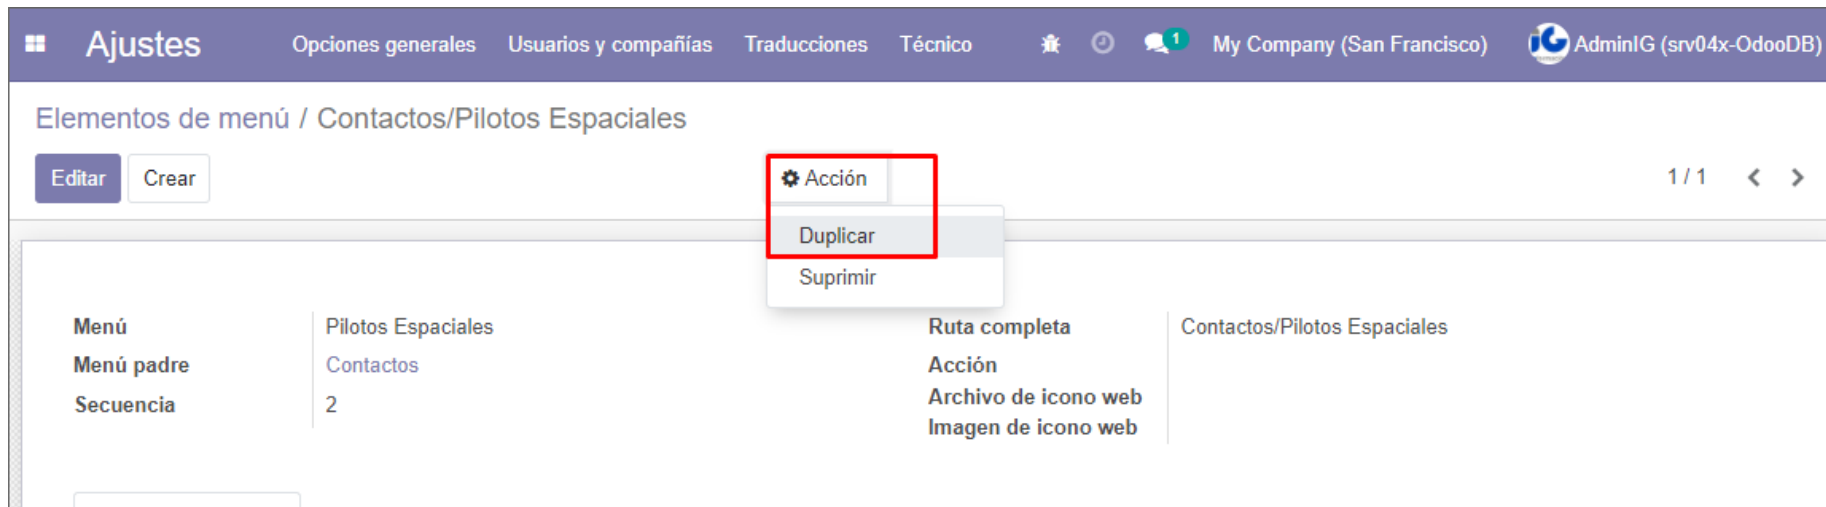 Ajustes Opciones generales Usuarios y compañías Traducciones Técnico 1 My Company (San Francisco) AdminIG (srv04x-OdooDB)
Elementos de menú / Contactos/Pilotos Espaciales
Editar Crear Acción 1 / 1
Duplicar
Suprimir
Menú Pilotos Espaciales Ruta completa Contactos/Pilotos Espaciales
Menú padre Contactos Acción
Secuencia 2 Archivo de icono web
Imagen de icono web